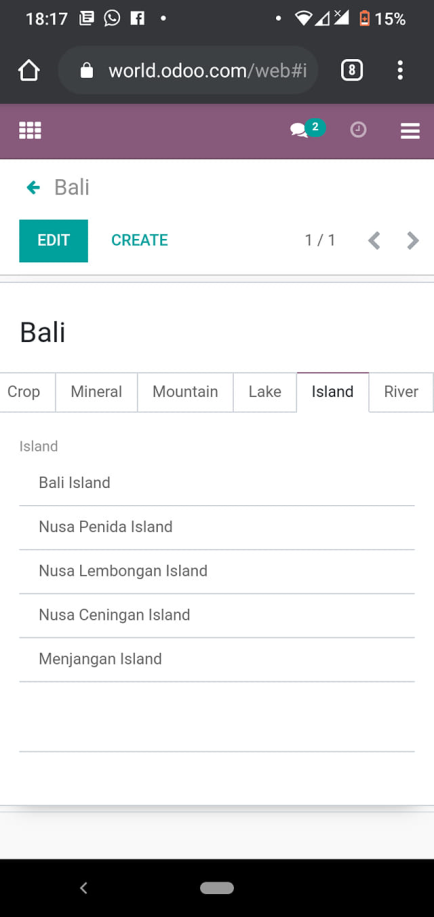 18:17
15%
world.odoo.com/web#i
8
2
Bali
EDIT CREATE 1 / 1
Bali
Crop Mineral Mountain Lake Island River
Island
Bali Island
Nusa Penida Island
Nusa Lembongan Island
Nusa Ceningan Island
Menjangan Island